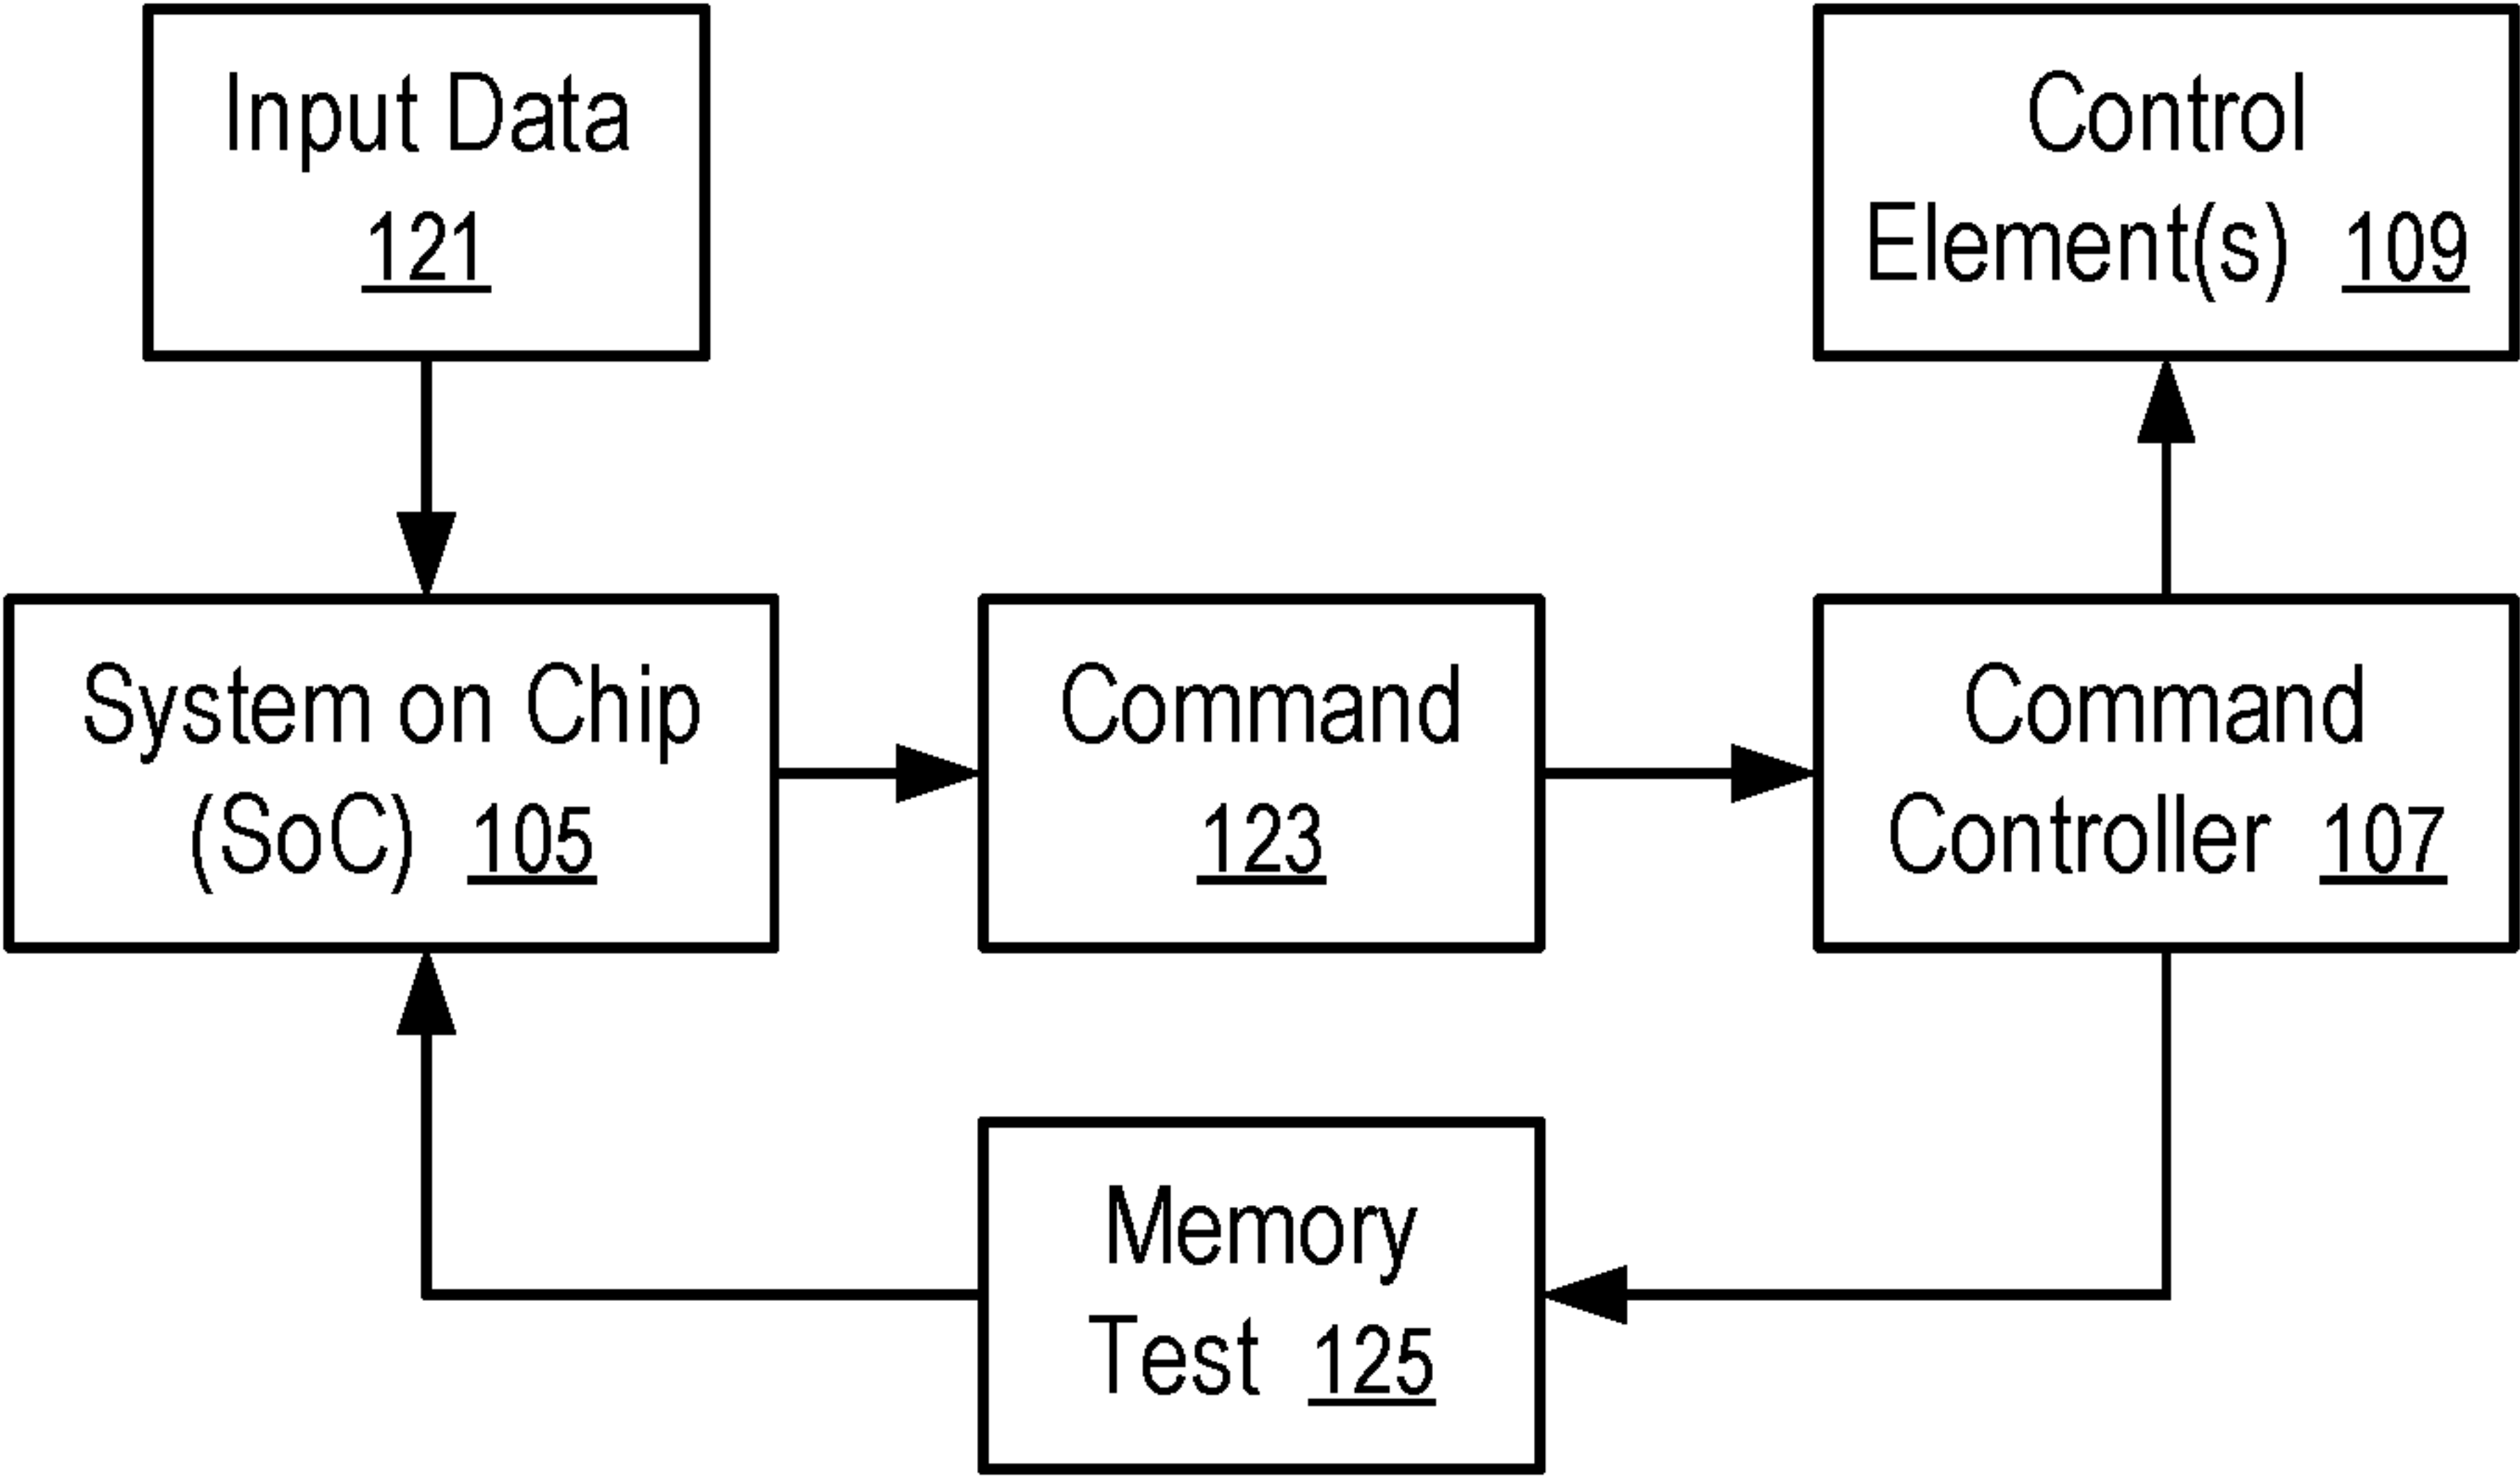 Input Data
121
Control
Element(s) 109
System on Chip
(SoC) 105
Command
123
Command
Controller 107
Memory
Test 125